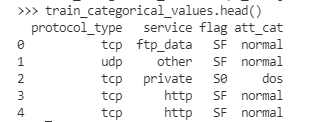 >>> train_categorical_values.head()
protocol_type service flag att_cat
0 tcp ftp_data SF normal
1 udp other SF normal
2 tcp private S0 dos
3 tcp http SF normal
4 tcp http SF normal